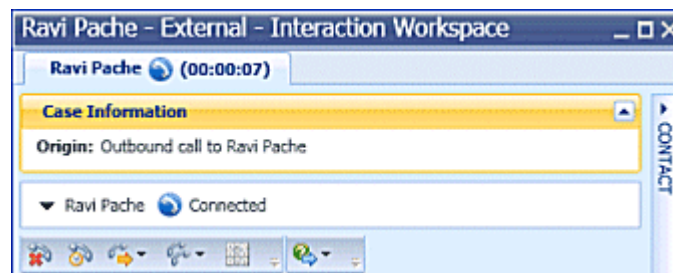 Ravi Pache - External - Interaction Workspace
Ravi Pache (00:00:07)
Case Information
Origin: Outbound call to Ravi Pache
Ravi Pache Connected
CONTACT